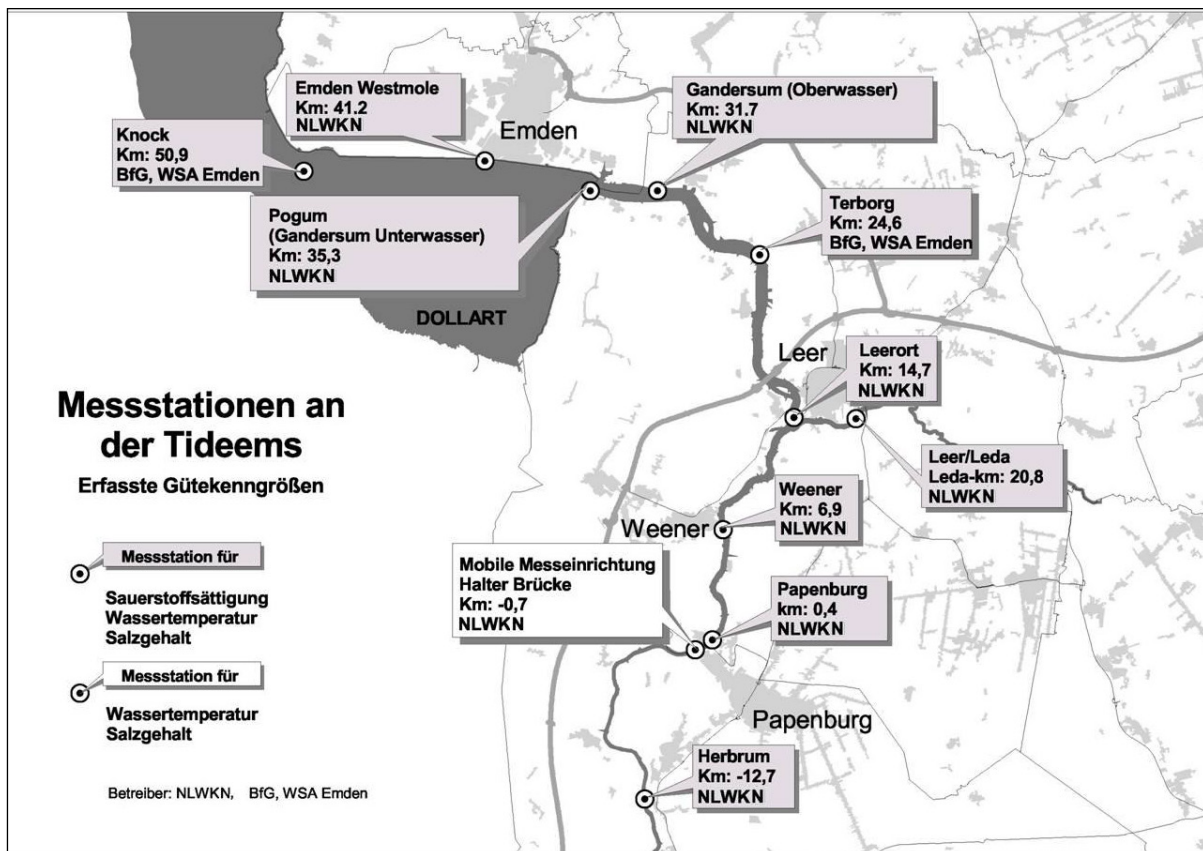 Emden Westmole
Km: 41.2
NLWKN
Emden
Gandersum (Oberwasser)
Km: 31.7
NLWKN
Knock
Km: 50,9
BfG, WSA Emden
Pogum
(Gandersum Unterwasser)
Km: 35,3
NLWKN
Terborg
Km: 24,6
BfG, WSA Emden
DOLLART
Leer
Leerort
Km: 14,7
NLWKN
Messstationen an
der Tideems
Erfasste Gütekenngrößen
Leer/Leda
Leda-km: 20,8
NLWKN
Weener
Km: 6,9
NLWKN
Weener
Mobile Messeinrichtung
Halter Brücke
Km: -0,7
NLWKN
Papenburg
km: 0,4
NLWKN
Messstation für
Sauerstoffsättigung
Wassertemperatur
Salzgehalt
Messstation für
Wassertemperatur
Salzgehalt
Papenburg
Herbrum
Km: -12,7
NLWKN
Betreiber: NLWKN, BfG, WSA Emden